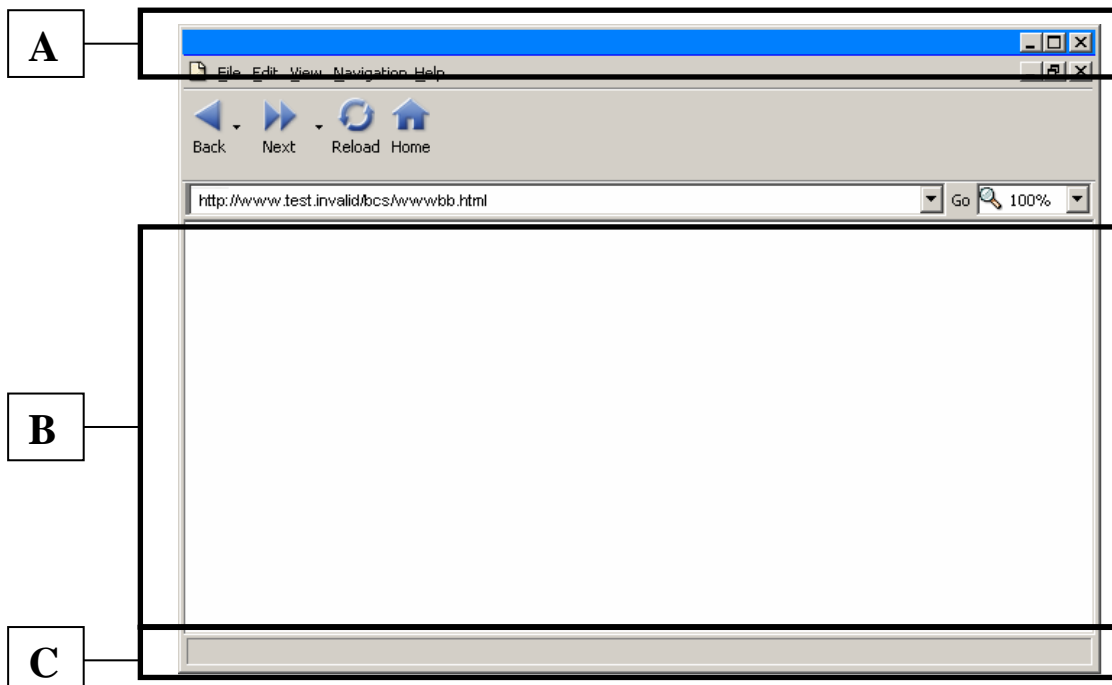 A
File Edit View Navigation Help
Back Next Reload Home
http://www.test.invalid/bcs/wwwbb.html Go 100%
B
C